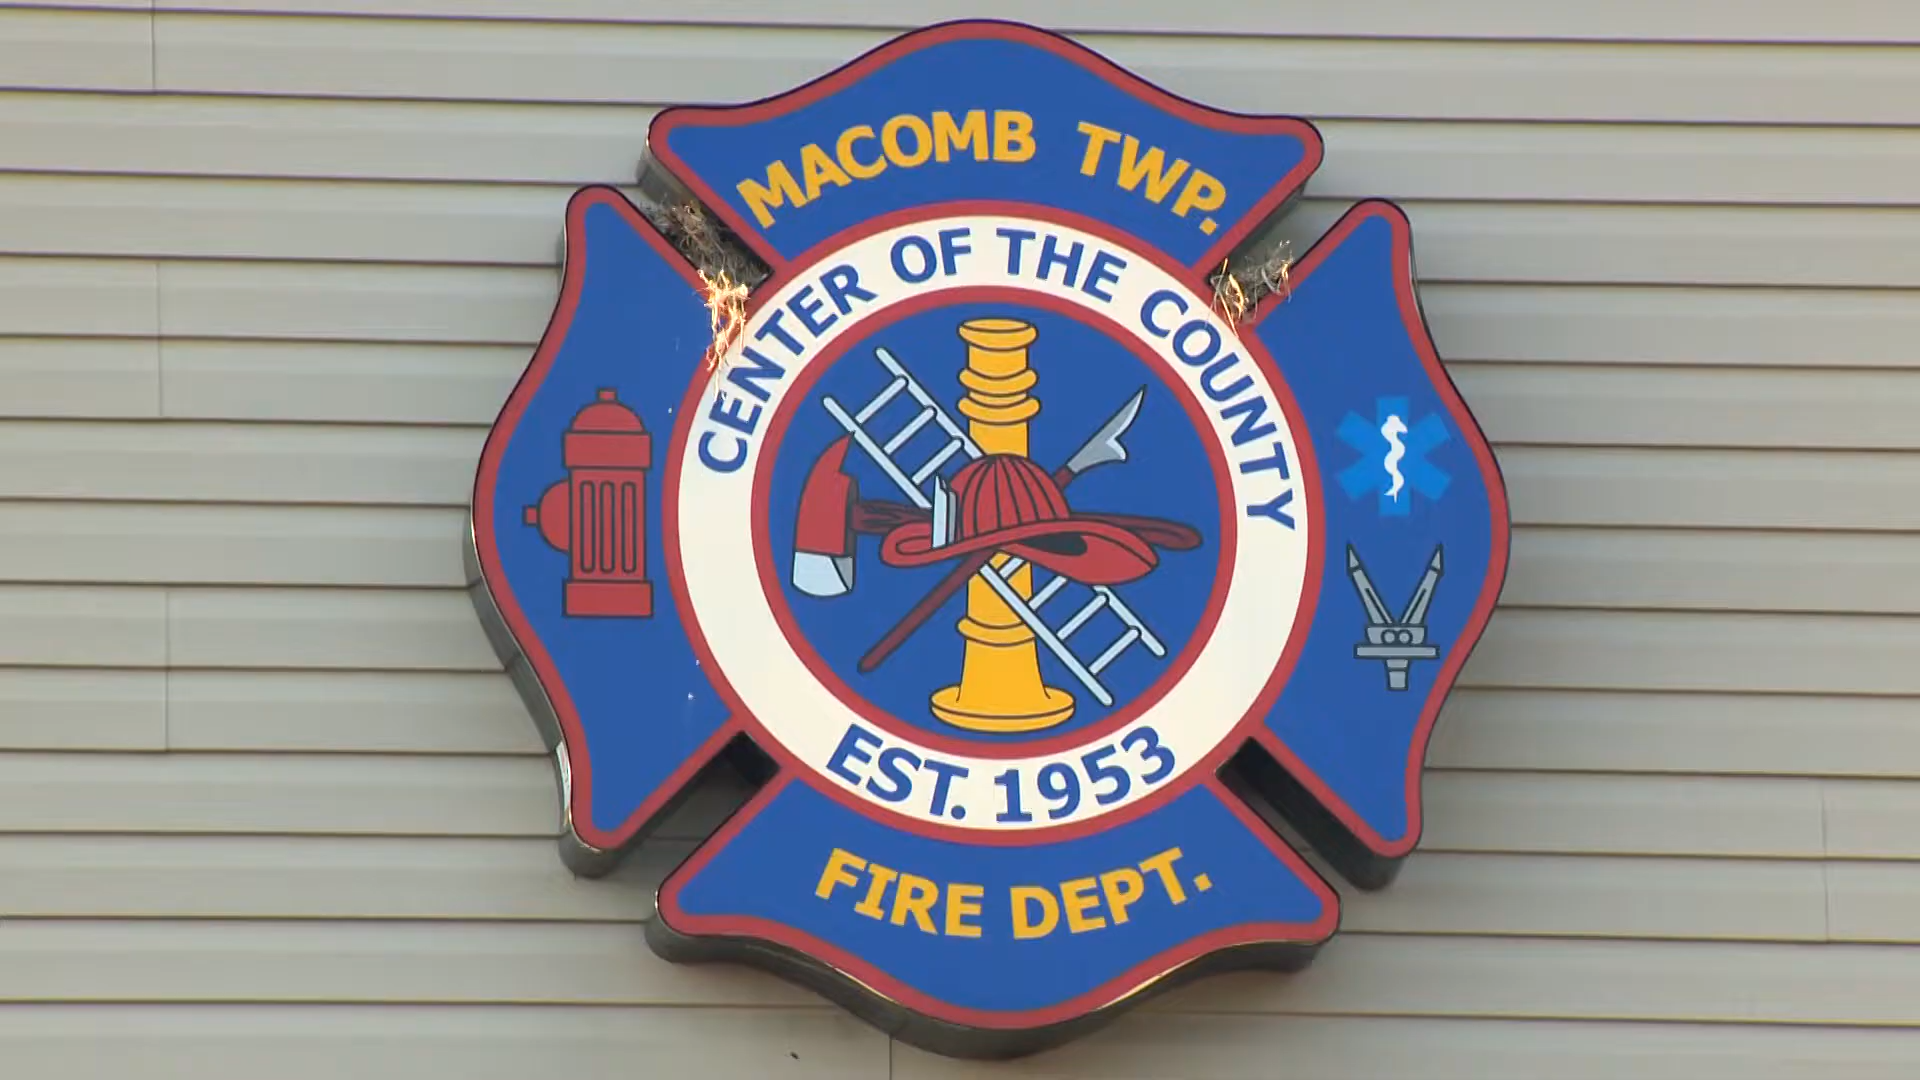 MACOMB TWP.
CENTER OF THE COUNTY
EST. 1953
FIRE DEPT.